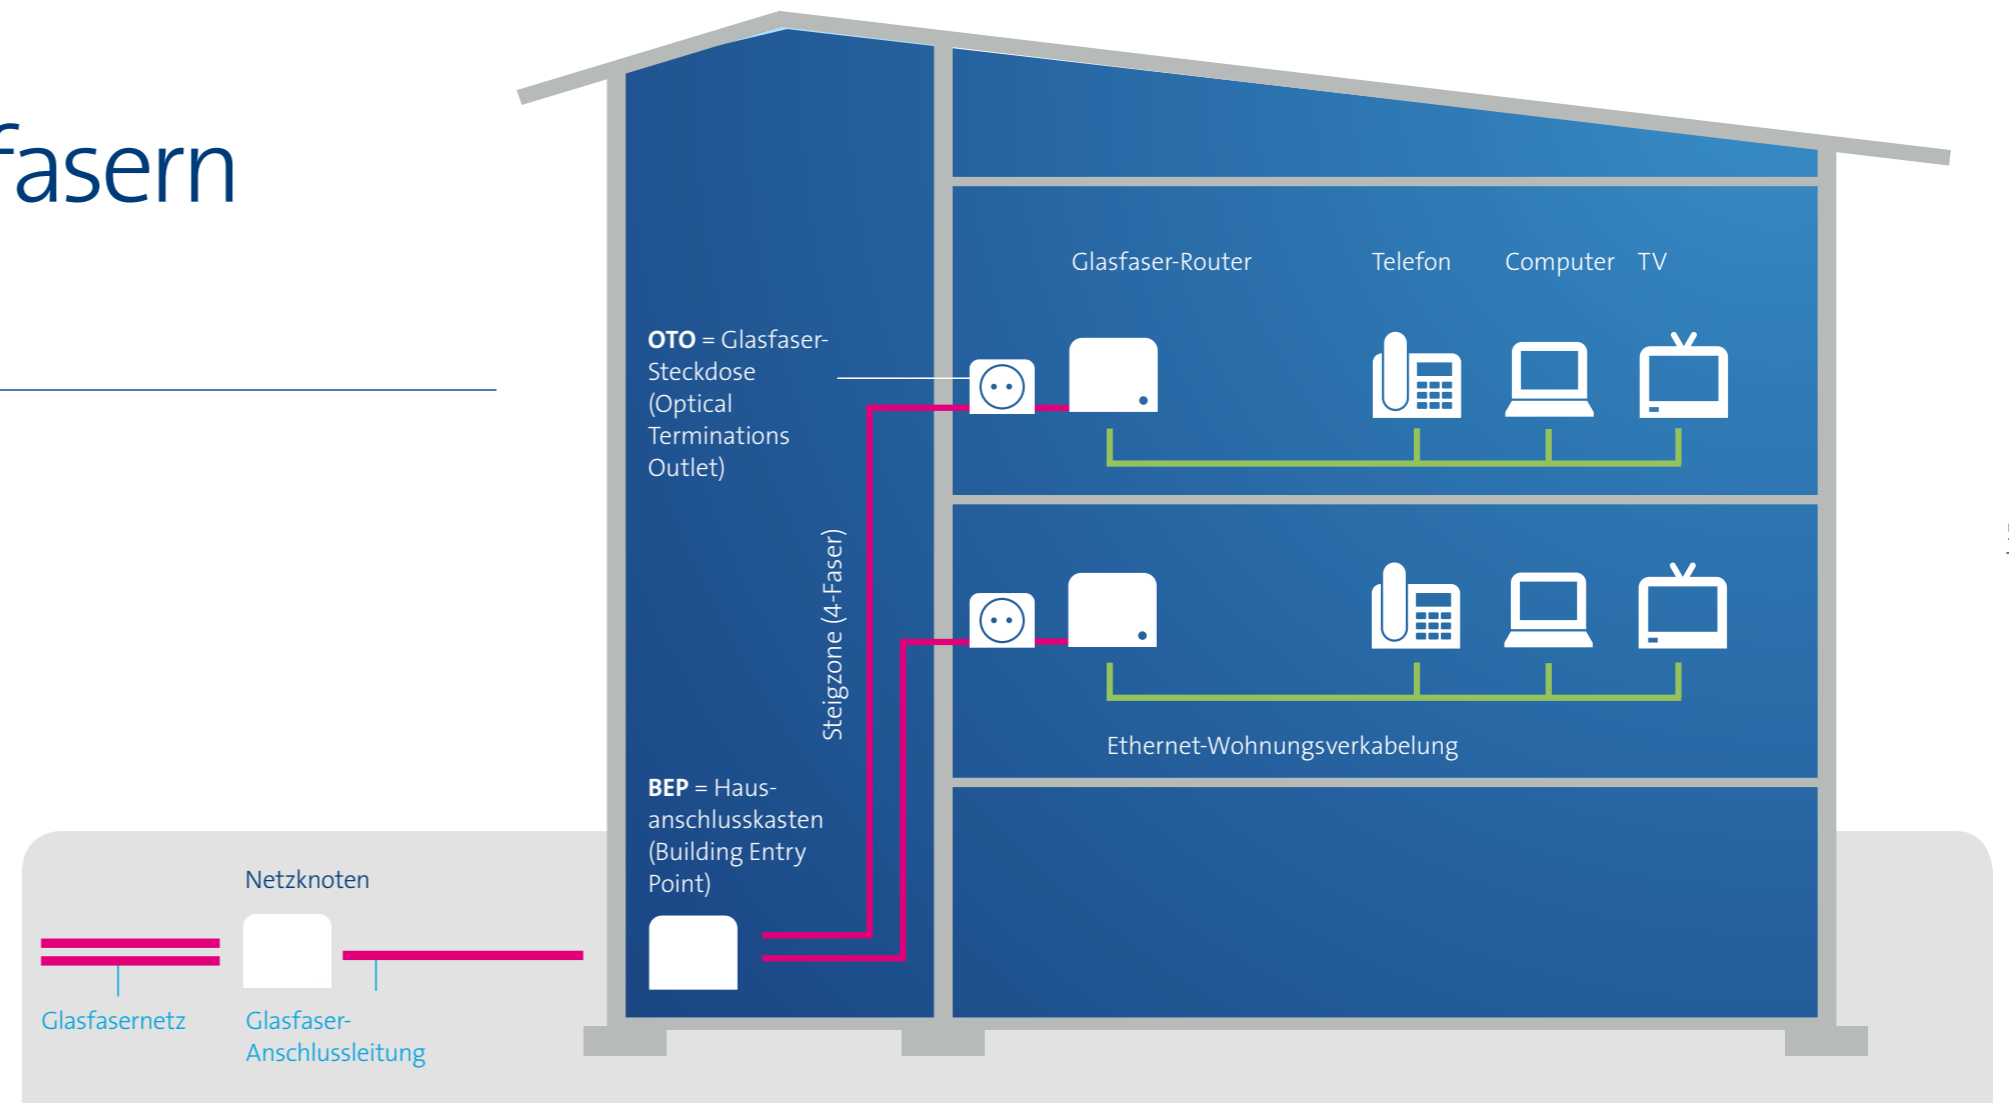 fasern
Glasfaser-Router
Telefon
Computer
TV
OTO = Glasfaser-
Steckdose
(Optical
Terminations
Outlet)
Steigzone (4-Faser)
Ethernet-Wohnungsverkabelung
BEP = Haus-
anschlusskasten
(Building Entry
Point)
Netzknoten
Glasfasernetz
Glasfaser-
Anschlussleitung